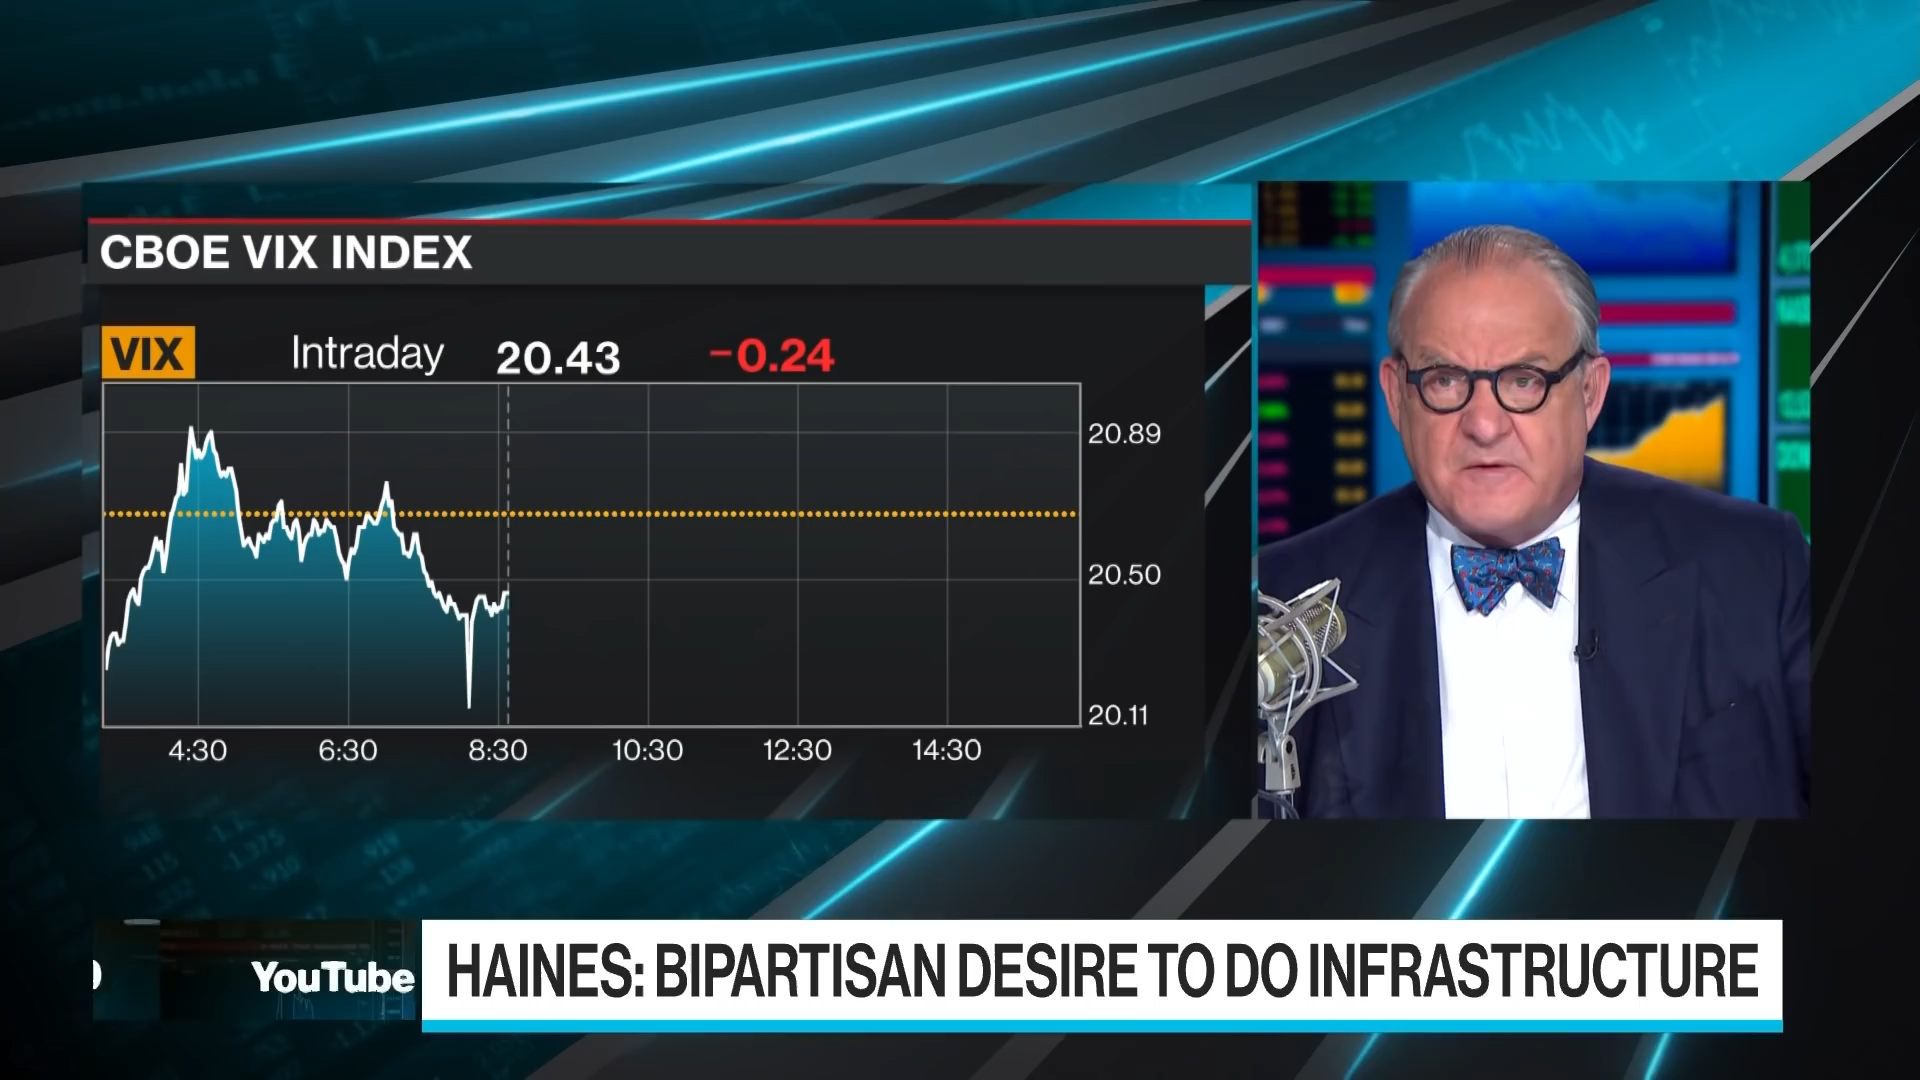 CBOE VIX INDEX
VIX Intraday 20.43 −0.24
20.89
20.50
20.11
4:30 6:30 8:30 10:30 12:30 14:30
YouTube
HAINES: BIPARTISAN DESIRE TO DO INFRASTRUCTURE